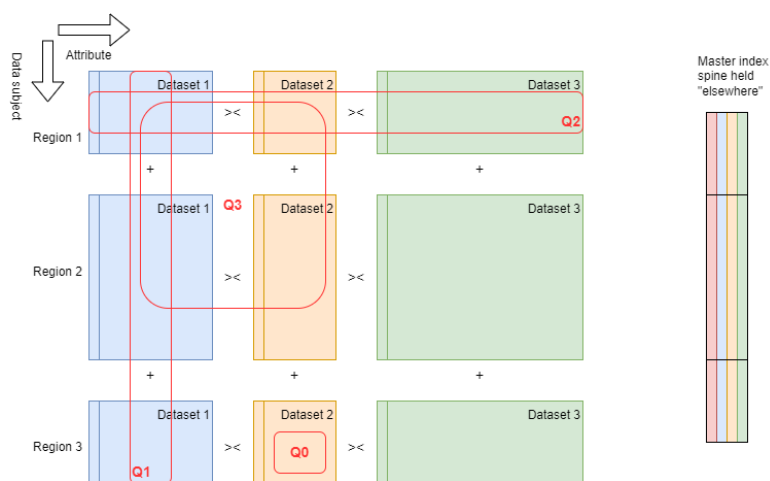 Attribute
Data subject
Master index
spine held
"elsewhere"
Dataset 1
Dataset 2
Dataset 3
><
><
Q2
Region 1
+
+
+
Dataset 1
Q3
Dataset 2
Dataset 3
Region 2
><
><
+
+
+
Dataset 1
Dataset 2
Dataset 3
Region 3
><
Q0
><
Q1